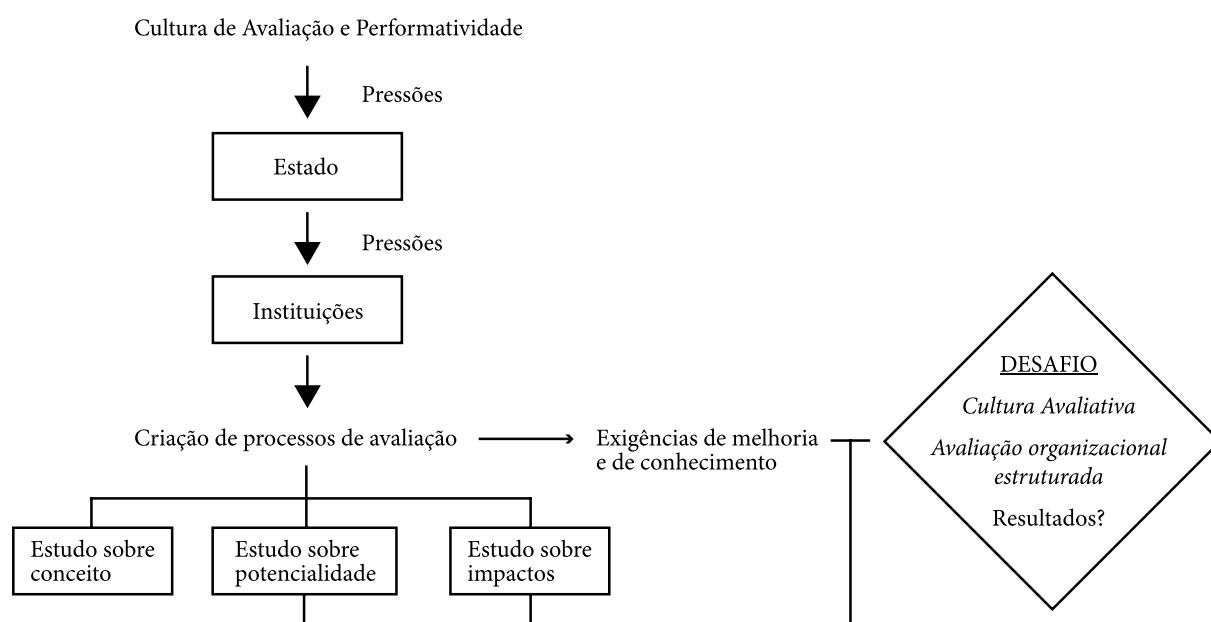 Cultura de Avaliação e Performatividade
Pressões
Estado
Pressões
Instituições
Criação de processos de avaliação
Exigências de melhoria
e de conhecimento
DESAFIO
Cultura Avaliativa
Avaliação organizacional
estruturada
Resultados?
Estudo sobre
conceito
Estudo sobre
potencialidade
Estudo sobre
impactos